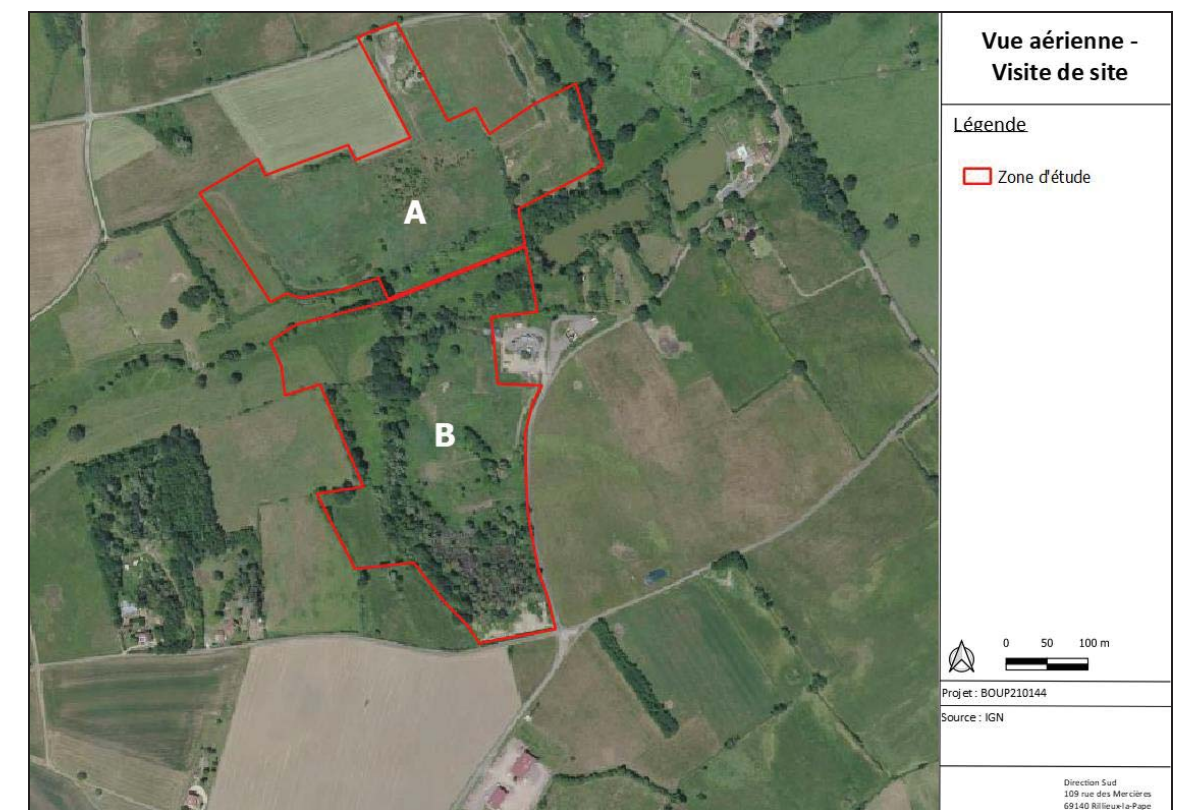 Vue aérienne -
Visite de site
Légende
Zone d'étude
A
B
0 50 100 m
Projet : BOUP210144
Source : IGN
Direction Sud
109 rue des Mercières
69140 Rillieux-la-Pape